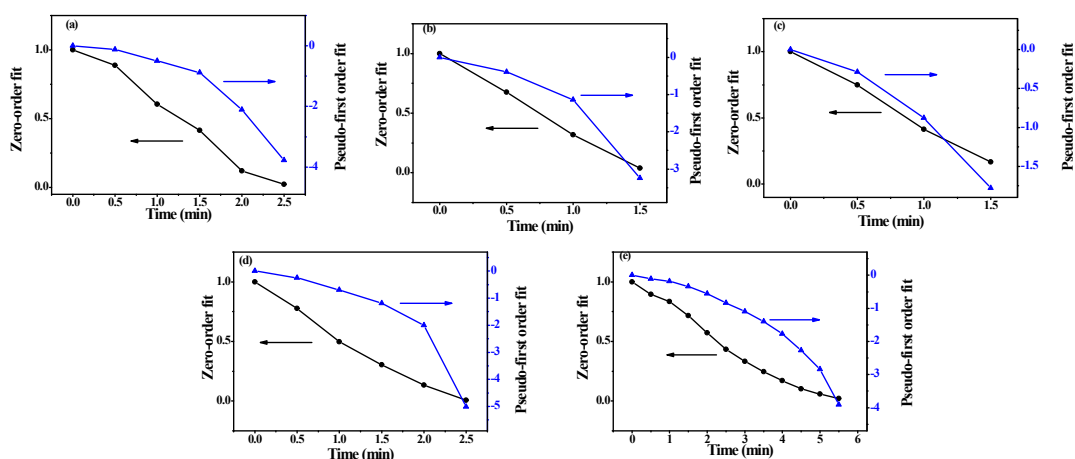 (a)
Zero-order fit
1.0
0.5
0.0
0.0 0.5 1.0 1.5 2.0 2.5
Time (min)
0
-2
-4
Pseudo-first order fit
(b)
Zero-order fit
1.0
0.5
0.0
0.0 0.5 1.0 1.5
Time (min)
0
-1
-2
-3
Pseudo-first order fit
(c)
Zero-order fit
1.0
0.5
0.0
0.0 0.5 1.0 1.5
Time (min)
0.0
-0.5
-1.0
-1.5
Pseudo-first order fit
(d)
Zero-order fit
1.0
0.5
0.0
0.0 0.5 1.0 1.5 2.0 2.5
Time (min)
0
-1
-2
-3
-4
-5
Pseudo-first order fit
(e)
Zero-order fit
1.0
0.5
0.0
0 1 2 3 4 5 6
Time (min)
0
-1
-2
-3
-4
Pseudo-first order fit